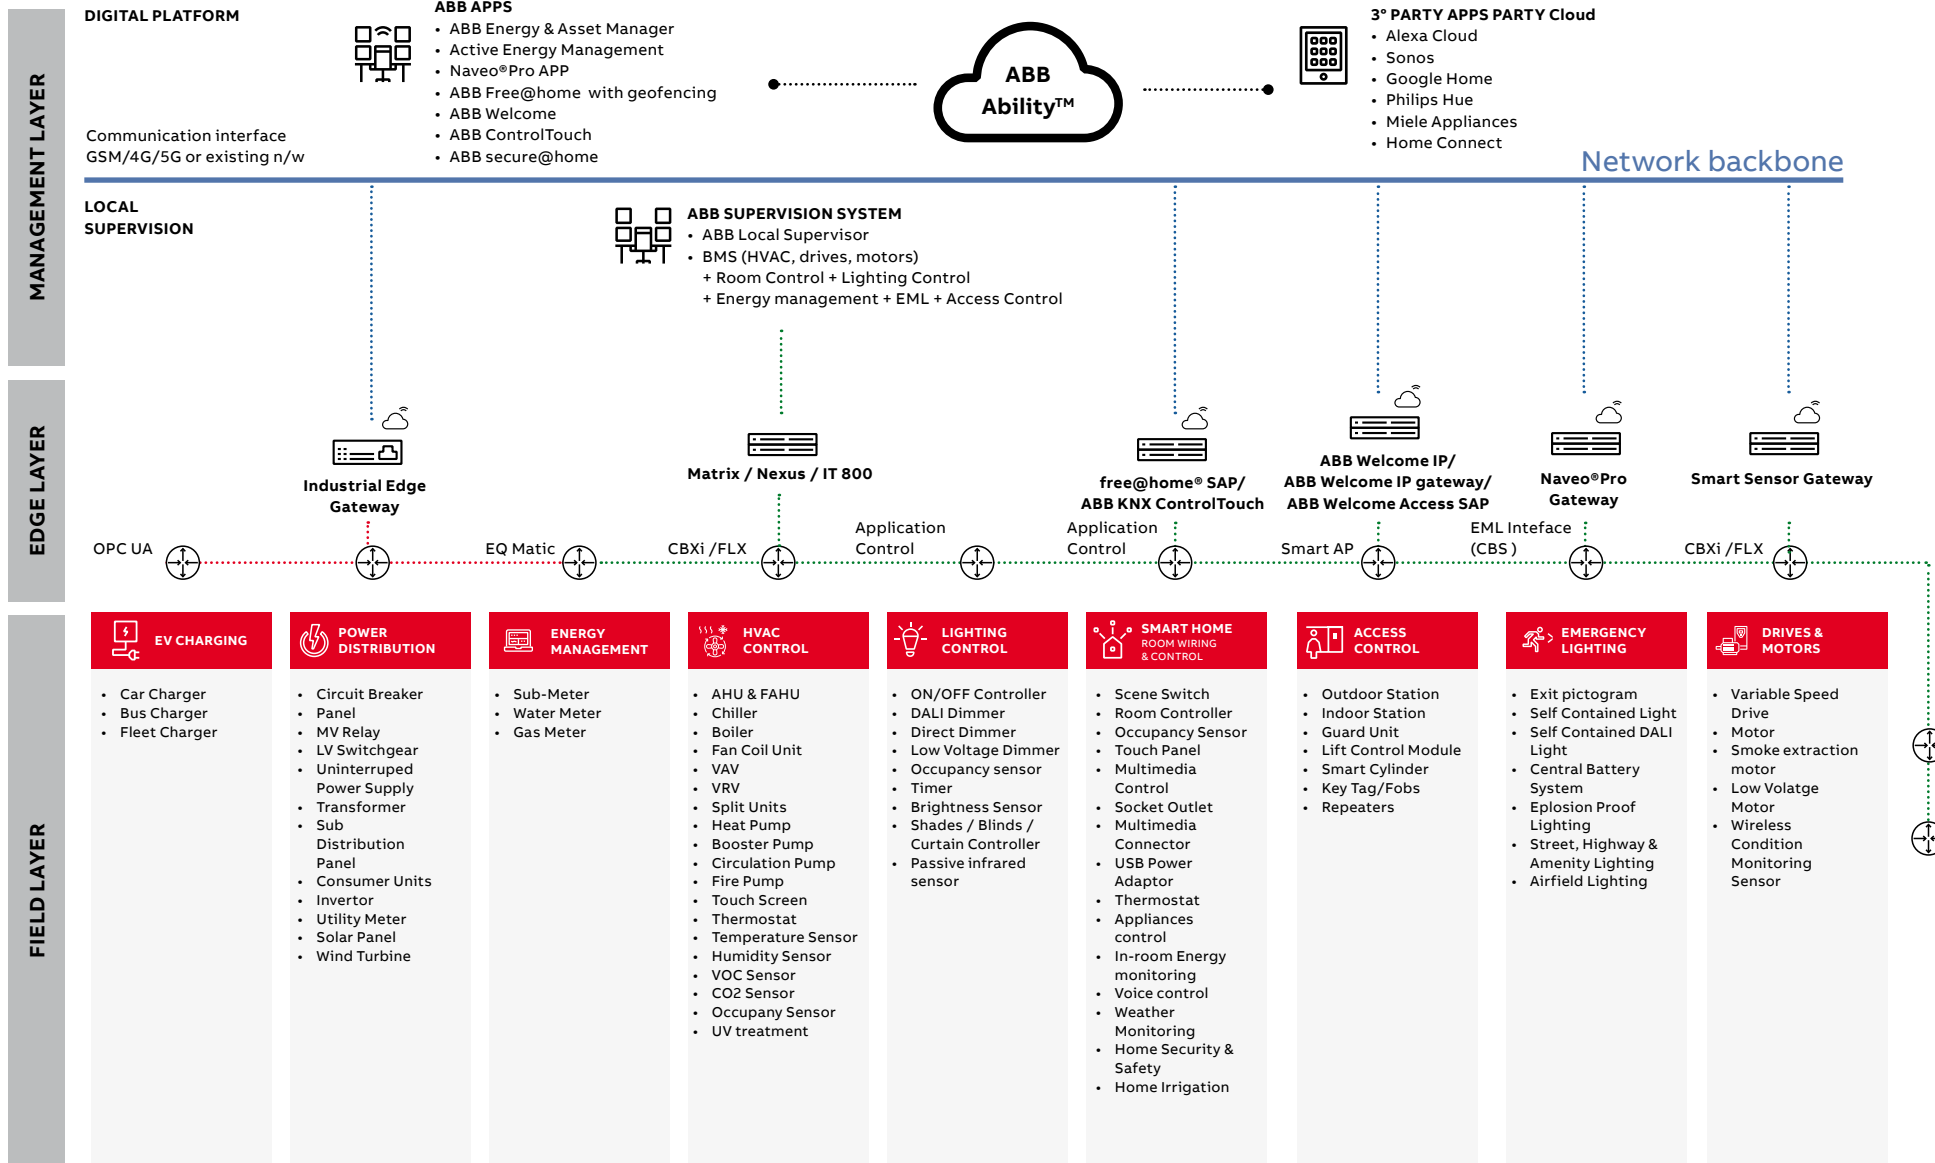 MANAGEMENT LAYER
DIGITAL PLATFORM
Communication interface
GSM/4G/5G or existing n/w
ABB APPS
• ABB Energy & Asset Manager
• Active Energy Management
• Naveo®Pro APP
• ABB Free@home with geofencing
• ABB Welcome
• ABB ControlTouch
• ABB secure@home
ABB
Ability™
3° PARTY APPS PARTY Cloud
• Alexa Cloud
• Sonos
• Google Home
• Philips Hue
• Miele Appliances
• Home Connect
Network backbone
LOCAL
SUPERVISION
ABB SUPERVISION SYSTEM
• ABB Local Supervisor
• BMS (HVAC, drives, motors)
+ Room Control + Lighting Control
+ Energy management + EML + Access Control
EDGE LAYER
Industrial Edge
Gateway
Matrix / Nexus / IT 800
free@home® SAP/
ABB KNX ControlTouch
ABB Welcome IP/
ABB Welcome IP gateway/
ABB Welcome Access SAP
Naveo®Pro
Gateway
Smart Sensor Gateway
OPC UA
EQ Matic
CBXi /FLX
Application
Control
Application
Control
Smart AP
EML Inteface
(CBS )
CBXi /FLX
FIELD LAYER
EV CHARGING
• Car Charger
• Bus Charger
• Fleet Charger
POWER
DISTRIBUTION
• Circuit Breaker
• Panel
• MV Relay
• LV Switchgear
• Uninterruped
Power Supply
• Transformer
• Sub
Distribution
Panel
• Consumer Units
• Invertor
• Utility Meter
• Solar Panel
• Wind Turbine
ENERGY
MANAGEMENT
• Sub-Meter
• Water Meter
• Gas Meter
HVAC
CONTROL
• AHU & FAHU
• Chiller
• Boiler
• Fan Coil Unit
• VAV
• VRV
• Split Units
• Heat Pump
• Booster Pump
• Circulation Pump
• Fire Pump
• Touch Screen
• Thermostat
• Temperature Sensor
• Humidity Sensor
• VOC Sensor
• CO2 Sensor
• Occupany Sensor
• UV treatment
LIGHTING
CONTROL
• ON/OFF Controller
• DALI Dimmer
• Direct Dimmer
• Low Voltage Dimmer
• Occupancy sensor
• Timer
• Brightness Sensor
• Shades / Blinds /
Curtain Controller
• Passive infrared
sensor
SMART HOME
ROOM WIRING
& CONTROL
• Scene Switch
• Room Controller
• Occupancy Sensor
• Touch Panel
• Multimedia
Control
• Socket Outlet
• Multimedia
Connector
• USB Power
Adaptor
• Thermostat
• Appliances
control
• In-room Energy
monitoring
• Voice control
• Weather
Monitoring
• Home Security &
Safety
• Home Irrigation
ACCESS
CONTROL
• Outdoor Station
• Indoor Station
• Guard Unit
• Lift Control Module
• Smart Cylinder
• Key Tag/Fobs
• Repeaters
EMERGENCY
LIGHTING
• Exit pictogram
• Self Contained Light
• Self Contained DALI
Light
• Central Battery
System
• Eplosion Proof
Lighting
• Street, Highway &
Amenity Lighting
• Airfield Lighting
DRIVES &
MOTORS
• Variable Speed
Drive
• Motor
• Smoke extraction
motor
• Low Volatge
Motor
• Wireless
Condition
Monitoring
Sensor